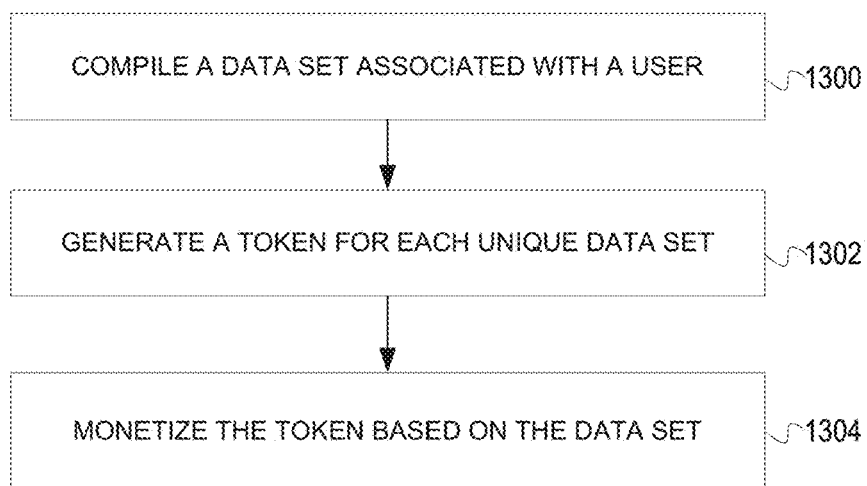 COMPILE A DATA SET ASSOCIATED WITH A USER
1300
GENERATE A TOKEN FOR EACH UNIQUE DATA SET
1302
MONETIZE THE TOKEN BASED ON THE DATA SET
1304